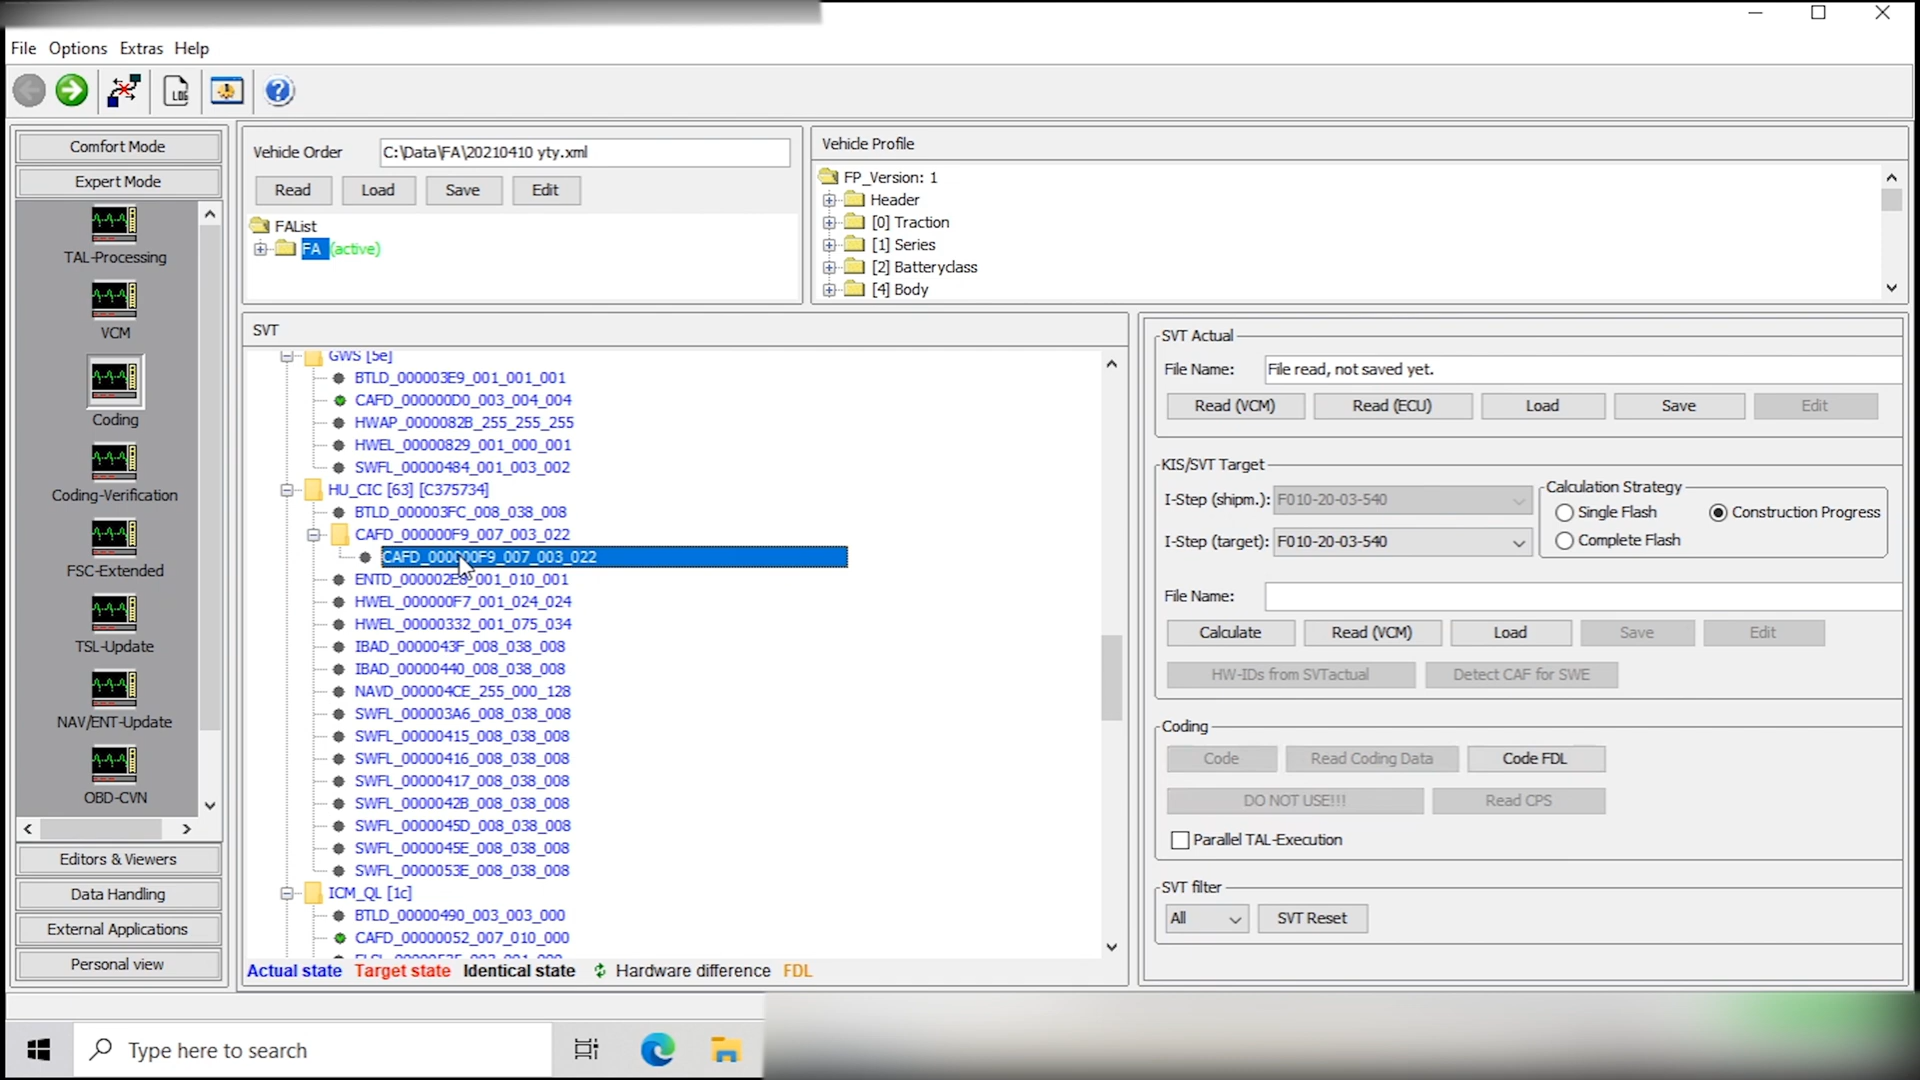 File Options Extras Help
LOG
Comfort Mode
Expert Mode
TAL-Processing
VCM
Coding
Coding-Verification
FSC-Extended
TSL-Update
NAV/ENT-Update
OBD-CVN
Editors & Viewers
Data Handling
External Applications
Personal view
Vehicle Order C:\Data\FA\20210410 yty.xml
Read Load Save Edit
FAList
FA (active)
Vehicle Profile
FP_Version: 1
Header
[0] Traction
[1] Series
[2] Batteryclass
[4] Body
SVT
GWS [5e]
BTLD_000003E9_001_001_001
CAFD_000000D0_003_004_004
HWAP_0000082B_255_255_255
HWEL_00000829_001_000_001
SWFL_00000484_001_003_002
HU_CIC [63] [C375734]
BTLD_000003FC_008_038_008
CAFD_000000F9_007_003_022
CAFD_000000F9_007_003_022
ENTD_000002E8_001_010_001
HWEL_000000F7_001_024_024
HWEL_00000332_001_075_034
IBAD_0000043F_008_038_008
IBAD_00000440_008_038_008
NAVD_000004CE_255_000_128
SWFL_000003A6_008_038_008
SWFL_00000415_008_038_008
SWFL_00000416_008_038_008
SWFL_00000417_008_038_008
SWFL_0000042B_008_038_008
SWFL_0000045D_008_038_008
SWFL_0000045E_008_038_008
SWFL_0000053E_008_038_008
ICM_QL [1c]
BTLD_00000490_003_003_000
CAFD_00000052_007_010_000
Actual state Target state Identical state Hardware difference FDL
SVT Actual
File Name: File read, not saved yet.
Read (VCM) Read (ECU) Load Save Edit
KIS/SVT Target
I-Step (shipm.): F010-20-03-540
I-Step (target): F010-20-03-540
Calculation Strategy
Single Flash Construction Progress
Complete Flash
File Name:
Calculate Read (VCM) Load Save Edit
HW-IDs from SVTactual Detect CAF for SWE
Coding
Code Read Coding Data Code FDL
DO NOT USE!!! Read CPS
Parallel TAL-Execution
SVT filter
All SVT Reset
Type here to search